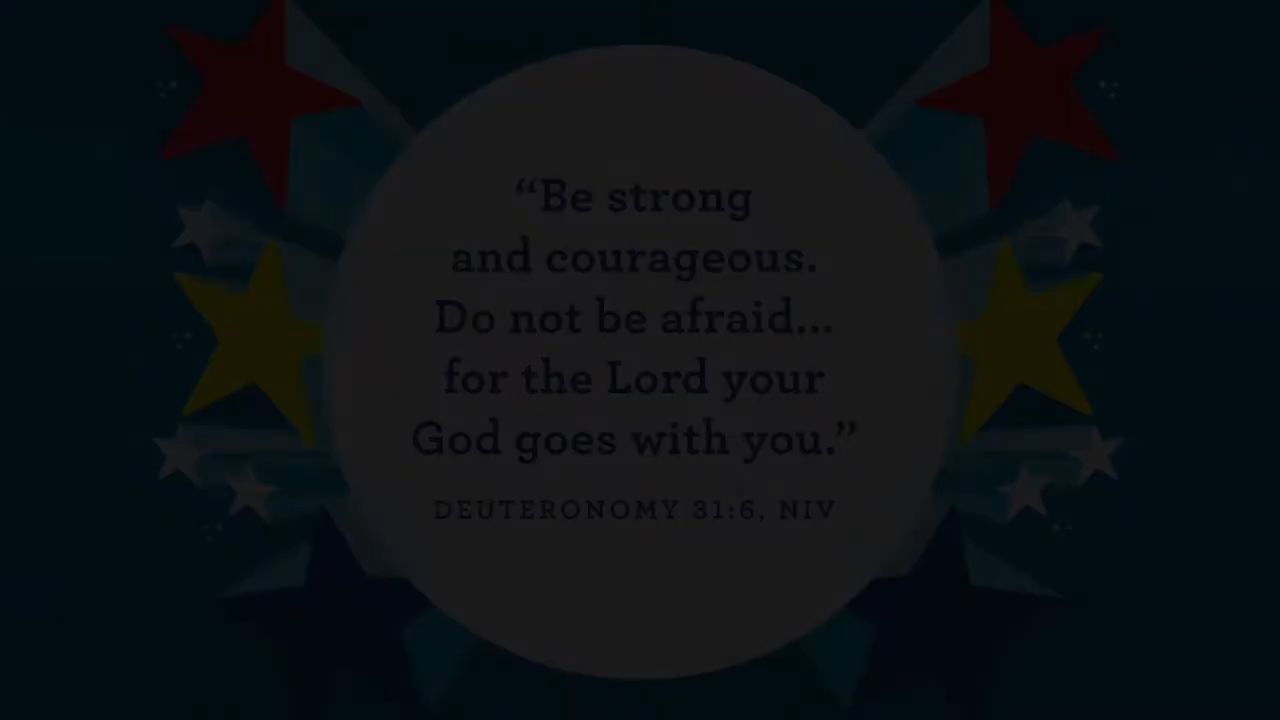 “Be strong
and courageous.
Do not be afraid...
for the Lord your
God goes with you.”
DEUTERONOMY 31:6, NIV